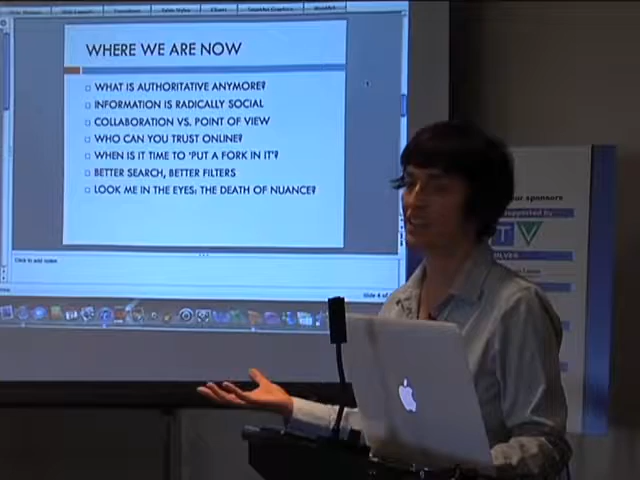 WHERE WE ARE NOW
WHAT IS AUTHORITATIVE ANYMORE?
INFORMATION IS RADICALLY SOCIAL
COLLABORATION VS. POINT OF VIEW
WHO CAN YOU TRUST ONLINE?
WHEN IS IT TIME TO 'PUT A FORK IN IT'?
BETTER SEARCH, BETTER FILTERS
LOOK ME IN THE EYES: THE DEATH OF NUANCE?
Click to add notes
our sponsors
supported by
T V